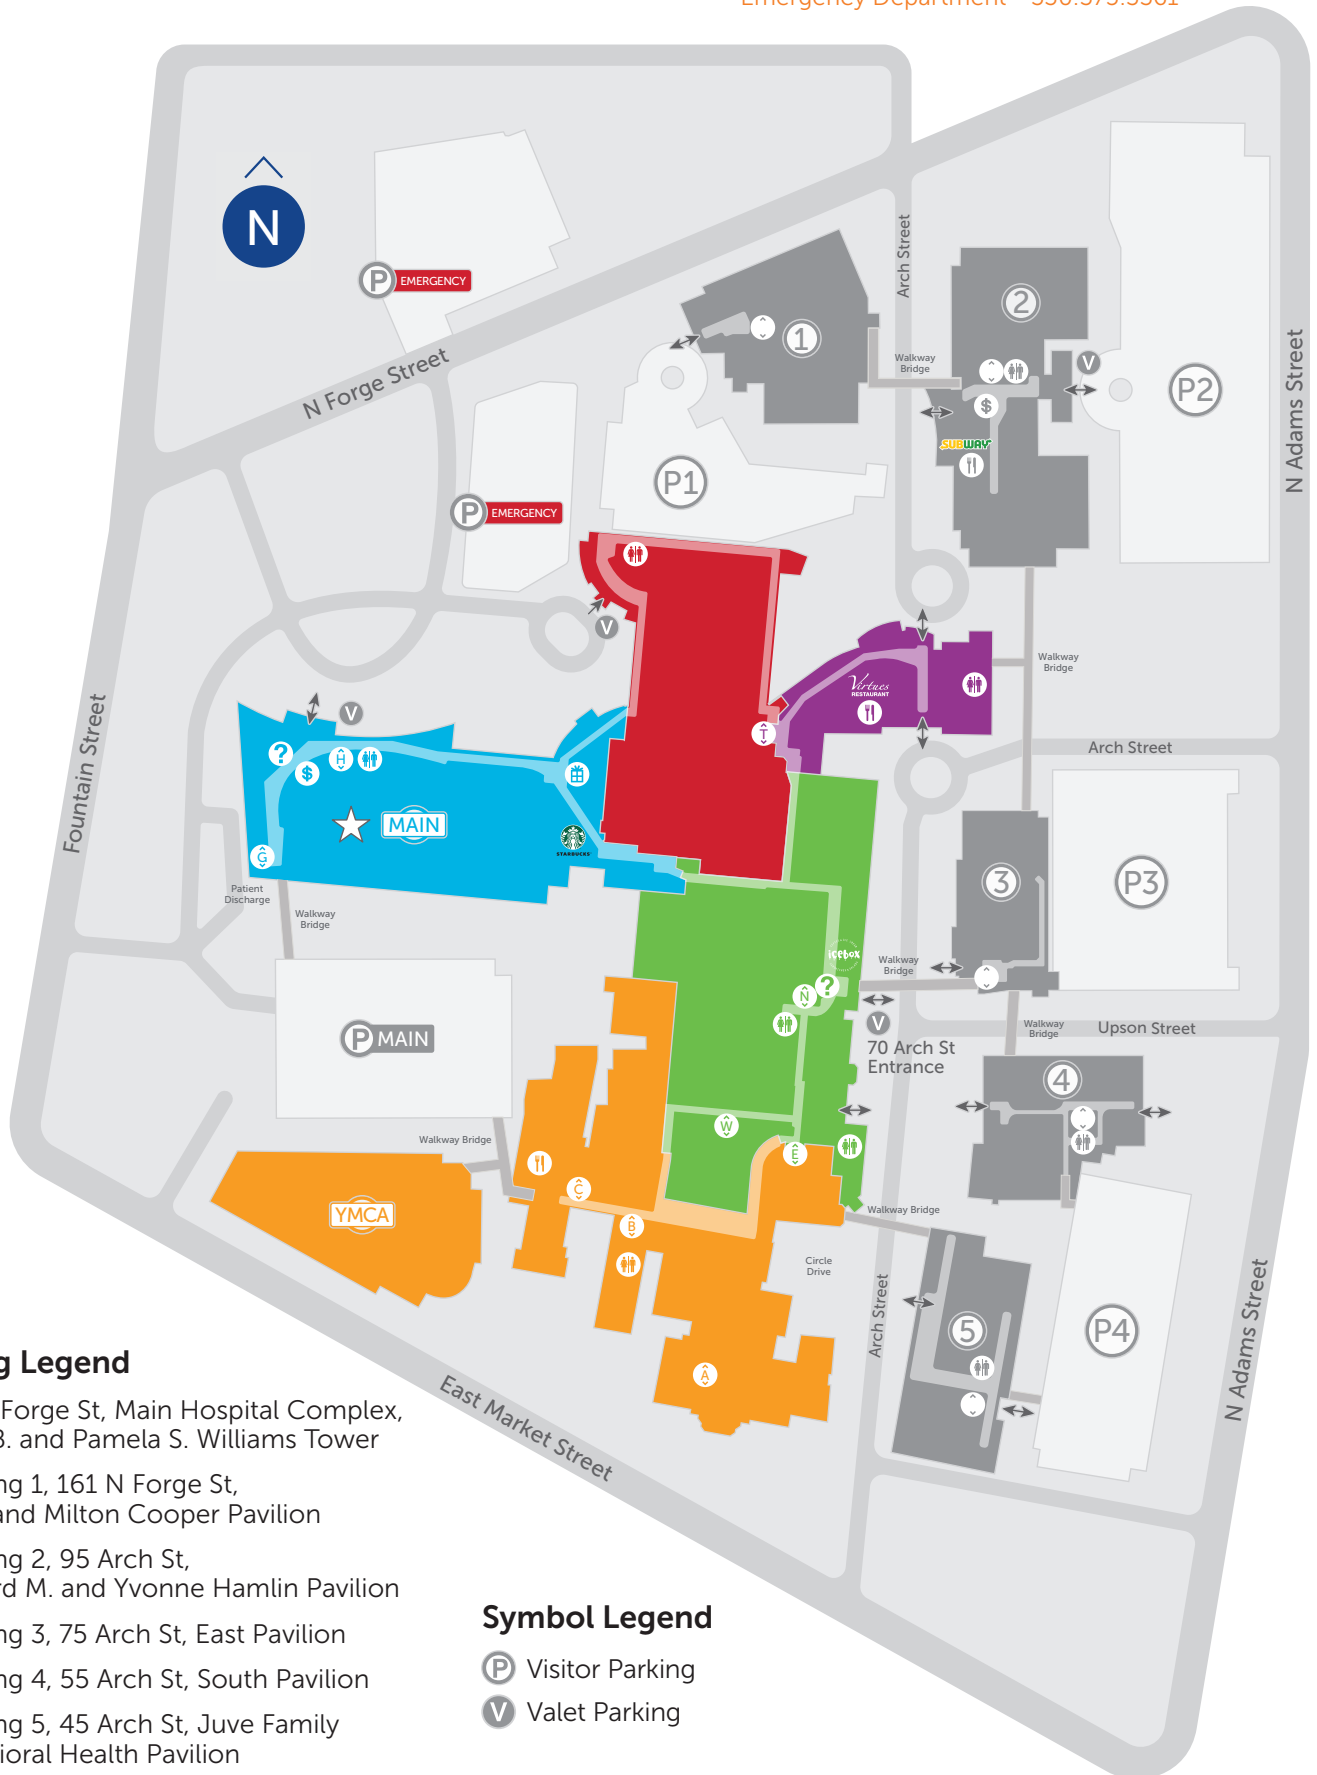 Emergency Department
N
P EMERGENCY
N Forge Street
Arch Street
1
2
Walkway
Bridge
V
$
SUBWAY
P2
N Adams Street
P1
P EMERGENCY
V
Walkway
Bridge
Virtues
RESTAURANT
T
Arch Street
Fountain Street
V
?
$
H
MAIN
G
STARBUCKS
Patient
Discharge
Walkway
Bridge
3
P3
icebox
Walkway
Bridge
N
?
V
70 Arch St
Entrance
Walkway
Bridge
Upson Street
P MAIN
4
W
E
Walkway Bridge
C
B
YMCA
Walkway Bridge
Circle
Drive
Arch Street
5
P4
N Adams Street
A
East Market Street
g Legend
Forge St, Main Hospital Complex,
B. and Pamela S. Williams Tower
ng 1, 161 N Forge St,
and Milton Cooper Pavilion
ng 2, 95 Arch St,
rd M. and Yvonne Hamlin Pavilion
ng 3, 75 Arch St, East Pavilion
ng 4, 55 Arch St, South Pavilion
ng 5, 45 Arch St, Juve Family
ioral Health Pavilion
Symbol Legend
P Visitor Parking
V Valet Parking